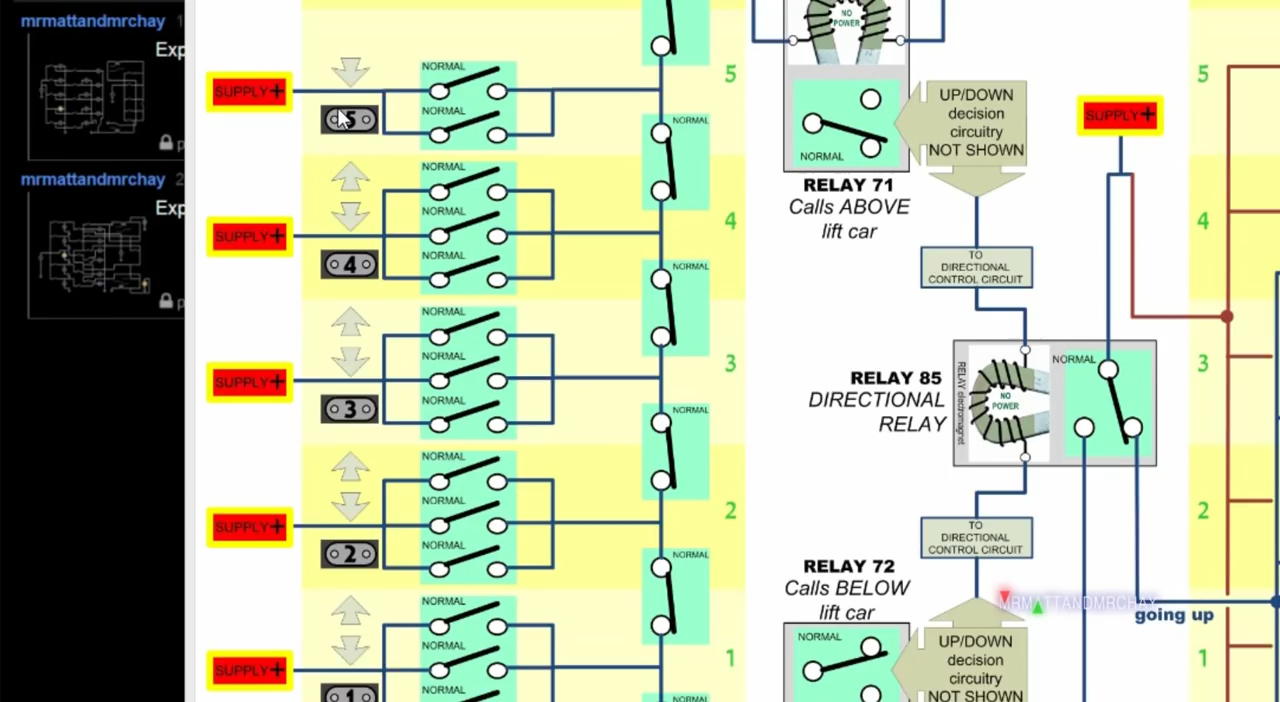 mrmattandmrchay 1
Exp
p
mrmattandmrchay 2
Exp
p
SUPPLY+
5
NORMAL
NORMAL
SUPPLY+
4
NORMAL
NORMAL
NORMAL
SUPPLY+
3
NORMAL
NORMAL
NORMAL
SUPPLY+
2
NORMAL
NORMAL
NORMAL
SUPPLY+
1
NORMAL
NORMAL
NORMAL
NORMAL
NORMAL
NORMAL
NORMAL
NORMAL
5
4
3
2
1
NO
POWER
NORMAL
RELAY 71
Calls ABOVE
lift car
UP/DOWN
decision
circuitry
NOT SHOWN
TO
DIRECTIONAL
CONTROL CIRCUIT
RELAY 85
DIRECTIONAL
RELAY
RELAY electromagnet
NO
POWER
NORMAL
SUPPLY+
TO
DIRECTIONAL
CONTROL CIRCUIT
RELAY 72
Calls BELOW
lift car
NORMAL
UP/DOWN
decision
circuitry
NOT SHOWN
MRMATTANDMRCHAY
going up
5
4
3
2
1